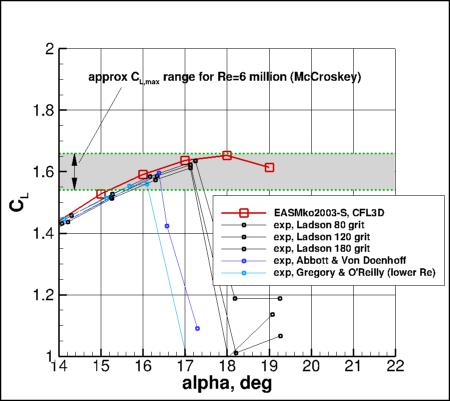 2
approx CL,max range for Re=6 million (McCroskey)
1.8
1.6
CL
EASMko2003-S, CFL3D
exp, Ladson 80 grit
exp, Ladson 120 grit
exp, Ladson 180 grit
exp, Abbott & Von Doenhoff
exp, Gregory & O'Reilly (lower Re)
1.4
1.2
1
14 15 16 17 18 19 20 21 22
alpha, deg